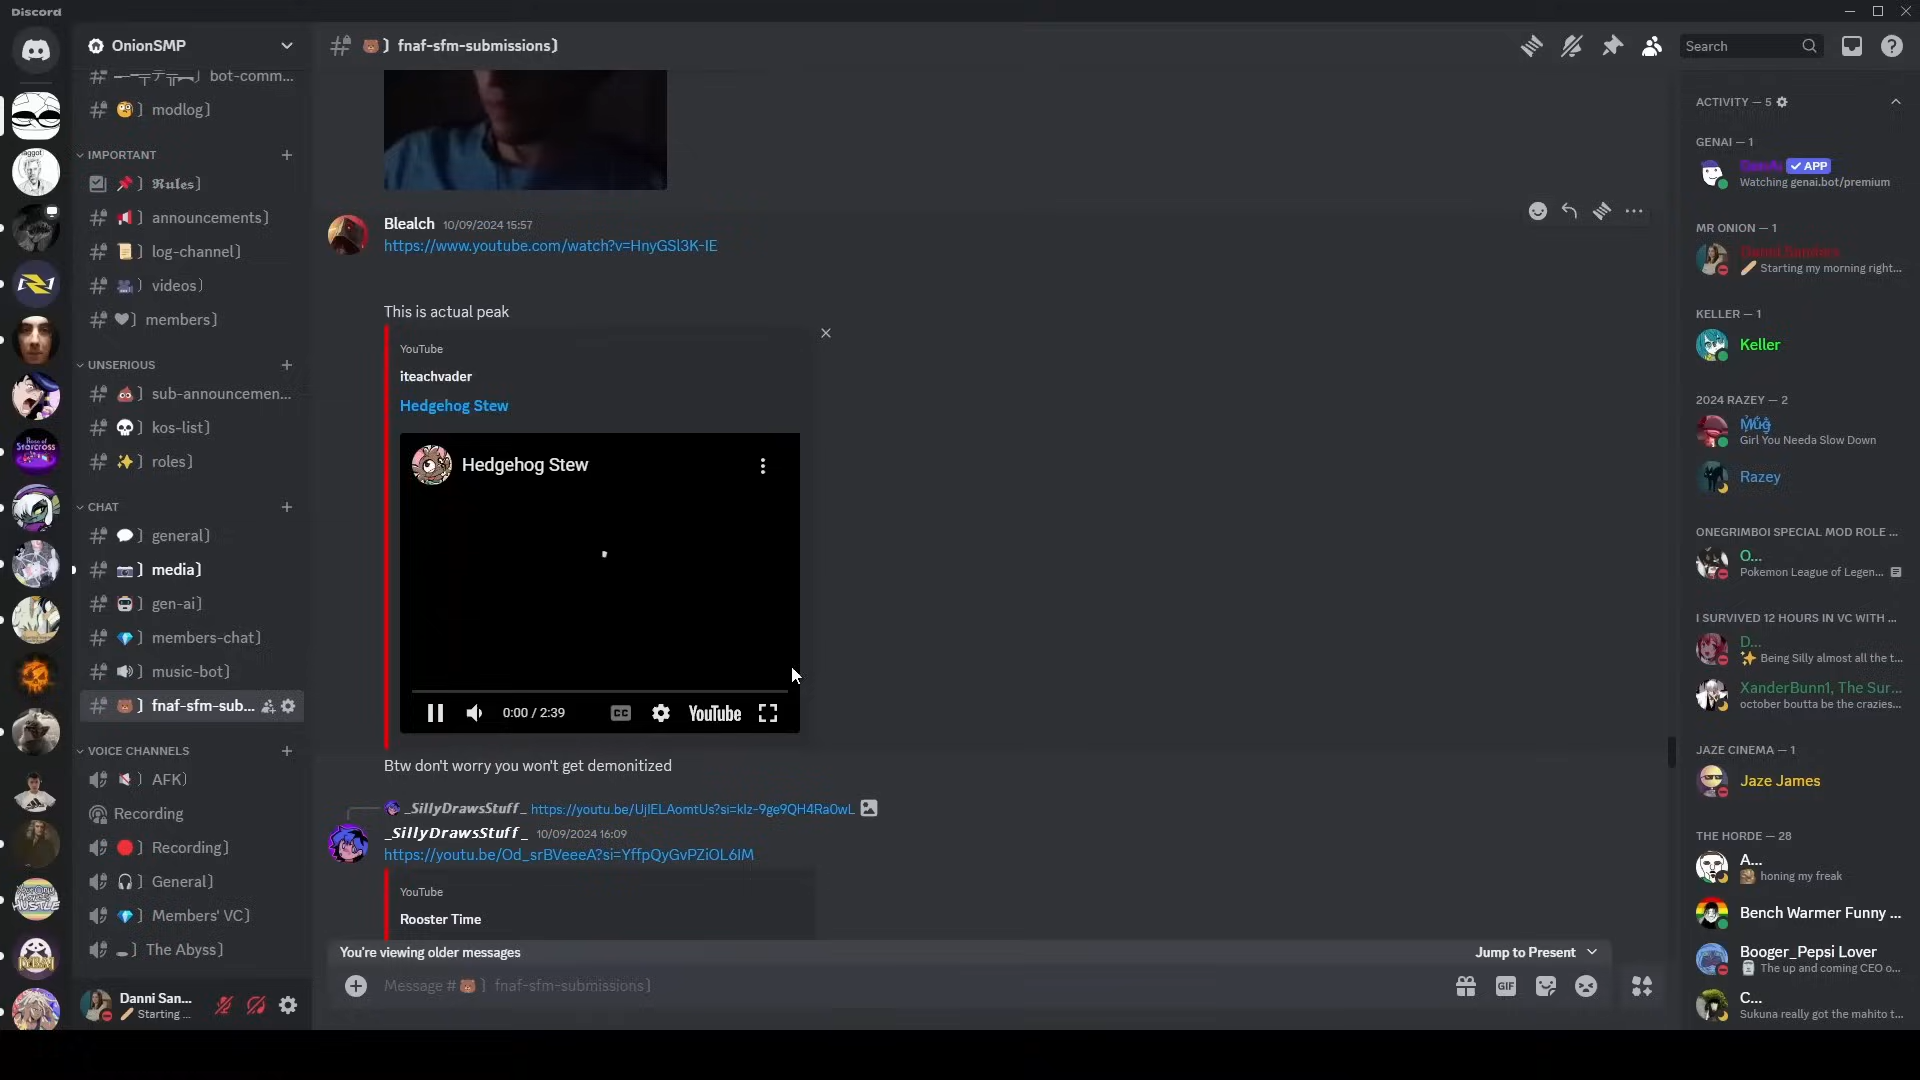 Discord
OnionSMP
bot-comm...
modlog]
IMPORTANT
𝕽𝖚𝖑𝖊𝖘]
announcements]
log-channel]
videos]
members]
UNSERIOUS
sub-announcemen...
kos-list]
roles]
CHAT
general]
media]
gen-ai]
members-chat]
music-bot]
fnaf-sfm-sub...
VOICE CHANNELS
AFK]
Recording
Recording]
General]
Members' VC]
The Abyss]
Danni San...
Starting ...
fnaf-sfm-submissions]
Search
Blealch 10/09/2024 15:57
https://www.youtube.com/watch?v=HnyGSl3K-IE
This is actual peak
YouTube
iteachvader
Hedgehog Stew
Hedgehog Stew
0:00 / 2:39 CC YouTube
Btw don't worry you won't get demonitized
_SillyDrawsStuff_ https://youtu.be/UjlELAomtUs?si=klz-9ge9QH4Ra0wL
_SillyDrawsStuff_ 10/09/2024 16:09
https://youtu.be/Od_srBVeeeA?si=YffpQyGvPZiOL6IM
YouTube
Rooster Time
You're viewing older messages Jump to Present
Message # fnaf-sfm-submissions]
GIF
ACTIVITY — 5
GENAI — 1
GenAI APP
Watching genai.bot/premium
MR ONION — 1
Danni Sanders
Starting my morning right...
KELLER — 1
Keller
2024 RAZEY — 2
Mug
Girl You Needa Slow Down
Razey
ONEGRIMBOI SPECIAL MOD ROLE ...
O...
Pokemon League of Legen...
I SURVIVED 12 HOURS IN VC WITH ...
D...
Being Silly almost all the t...
XanderBunn1, The Sur...
october boutta be the crazies...
JAZE CINEMA — 1
Jaze James
THE HORDE — 28
A...
honing my freak
Bench Warmer Funny ...
Booger_Pepsi Lover
The up and coming CEO o...
C...
Sukuna really got the mahito t...